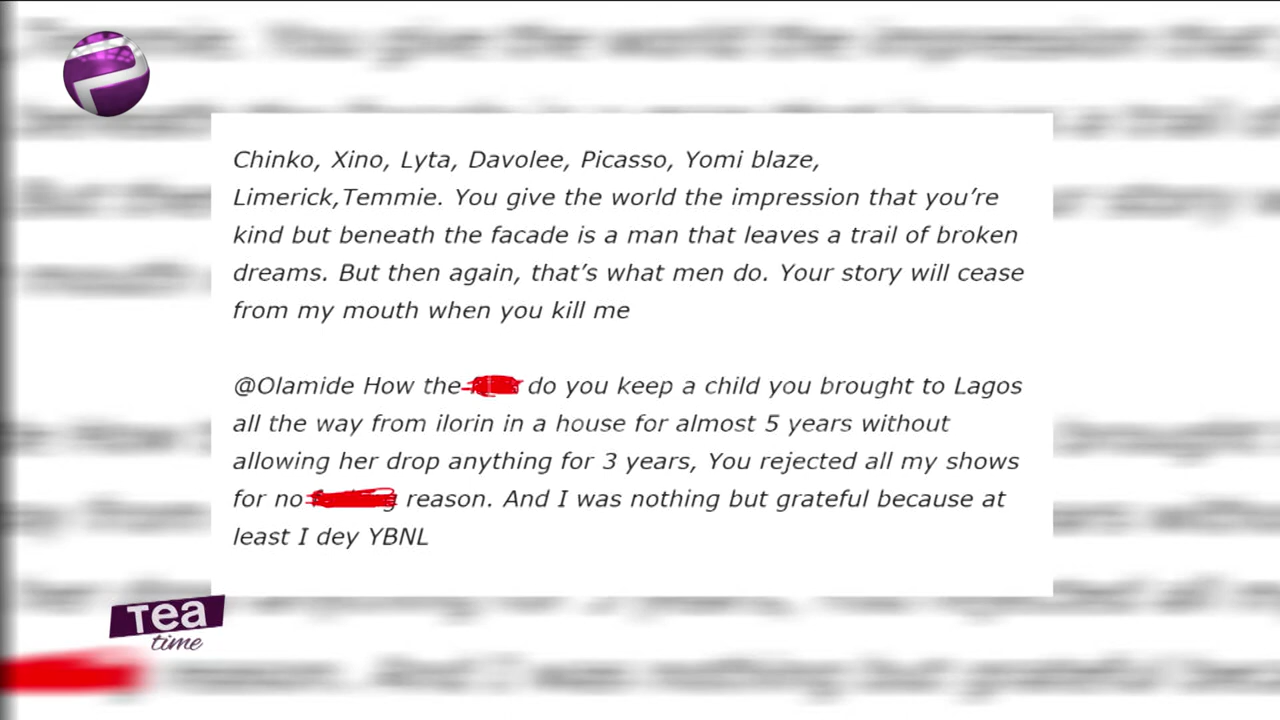 Chinko, Xino, Lyta, Davolee, Picasso, Yomi blaze,
Limerick,Temmie. You give the world the impression that you’re
kind but beneath the facade is a man that leaves a trail of broken
dreams. But then again, that’s what men do. Your story will cease
from my mouth when you kill me
@Olamide How the do you keep a child you brought to Lagos
all the way from ilorin in a house for almost 5 years without
allowing her drop anything for 3 years, You rejected all my shows
for no reason. And I was nothing but grateful because at
least I dey YBNL
Tea
time